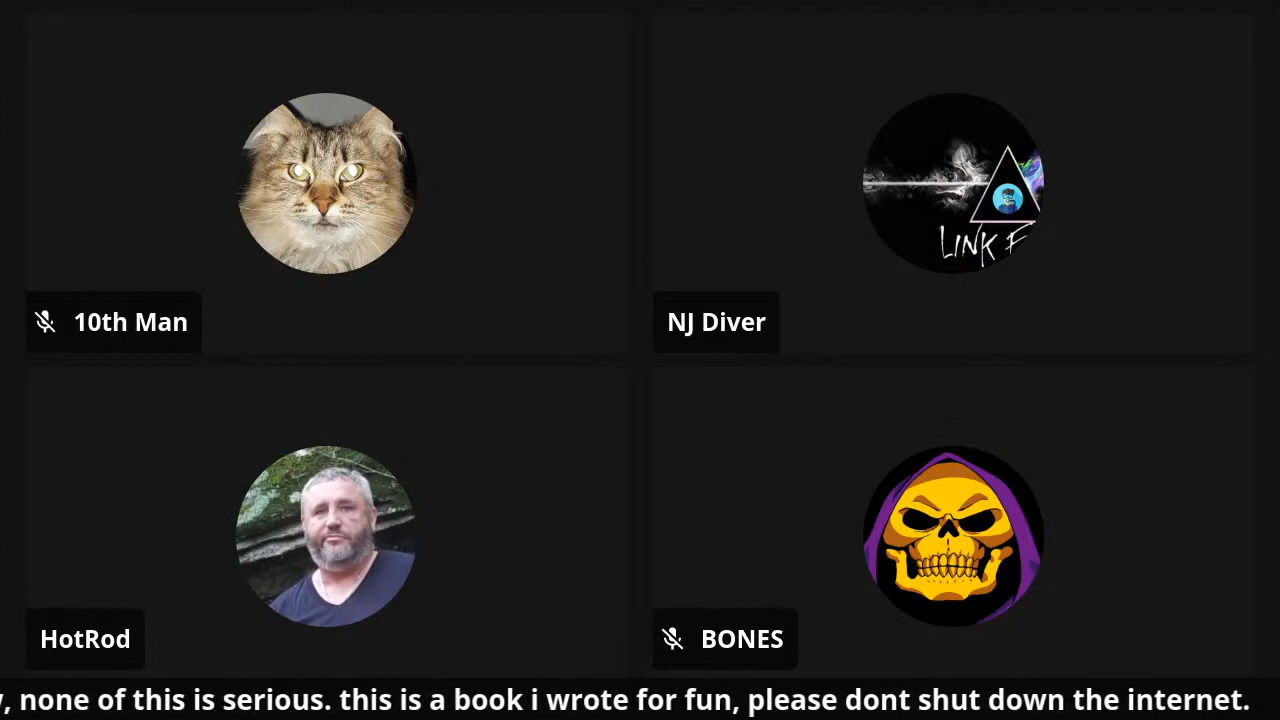 10th Man
LINK
NJ Diver
HotRod
BONES
, none of this is serious. this is a book i wrote for fun, please dont shut down the internet.